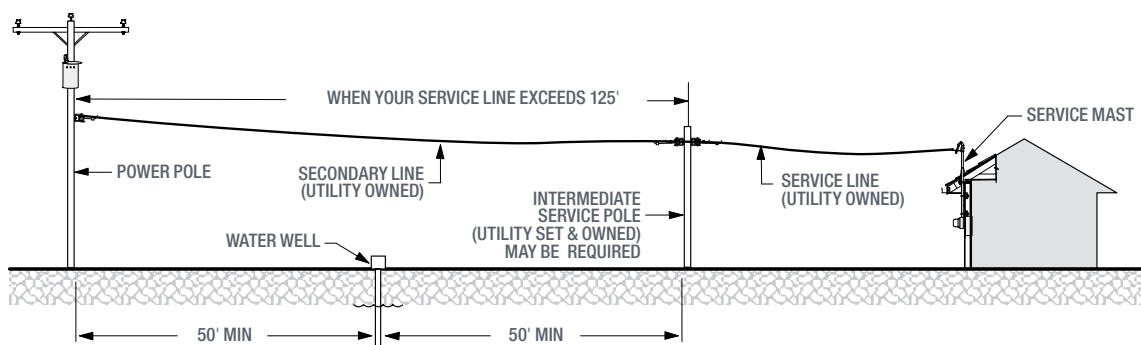 WHEN YOUR SERVICE LINE EXCEEDS 125'
SERVICE MAST
POWER POLE
SECONDARY LINE
(UTILITY OWNED)
SERVICE LINE
(UTILITY OWNED)
INTERMEDIATE
SERVICE POLE
(UTILITY SET & OWNED)
MAY BE REQUIRED
WATER WELL
50' MIN
50' MIN